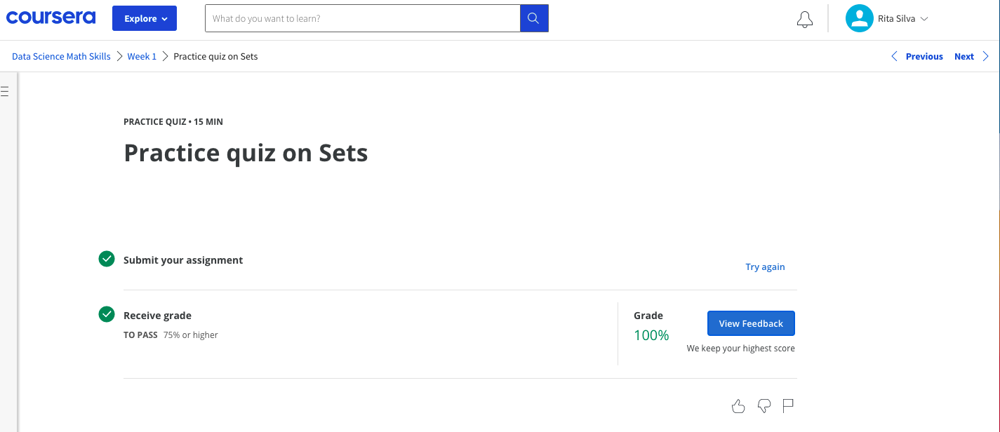 coursera
Explore
What do you want to learn?
Rita Silva
Data Science Math Skills
Week 1
Practice quiz on Sets
Previous
Next
PRACTICE QUIZ • 15 MIN
Practice quiz on Sets
Submit your assignment
Try again
Receive grade
TO PASS 75% or higher
Grade
100%
View Feedback
We keep your highest score